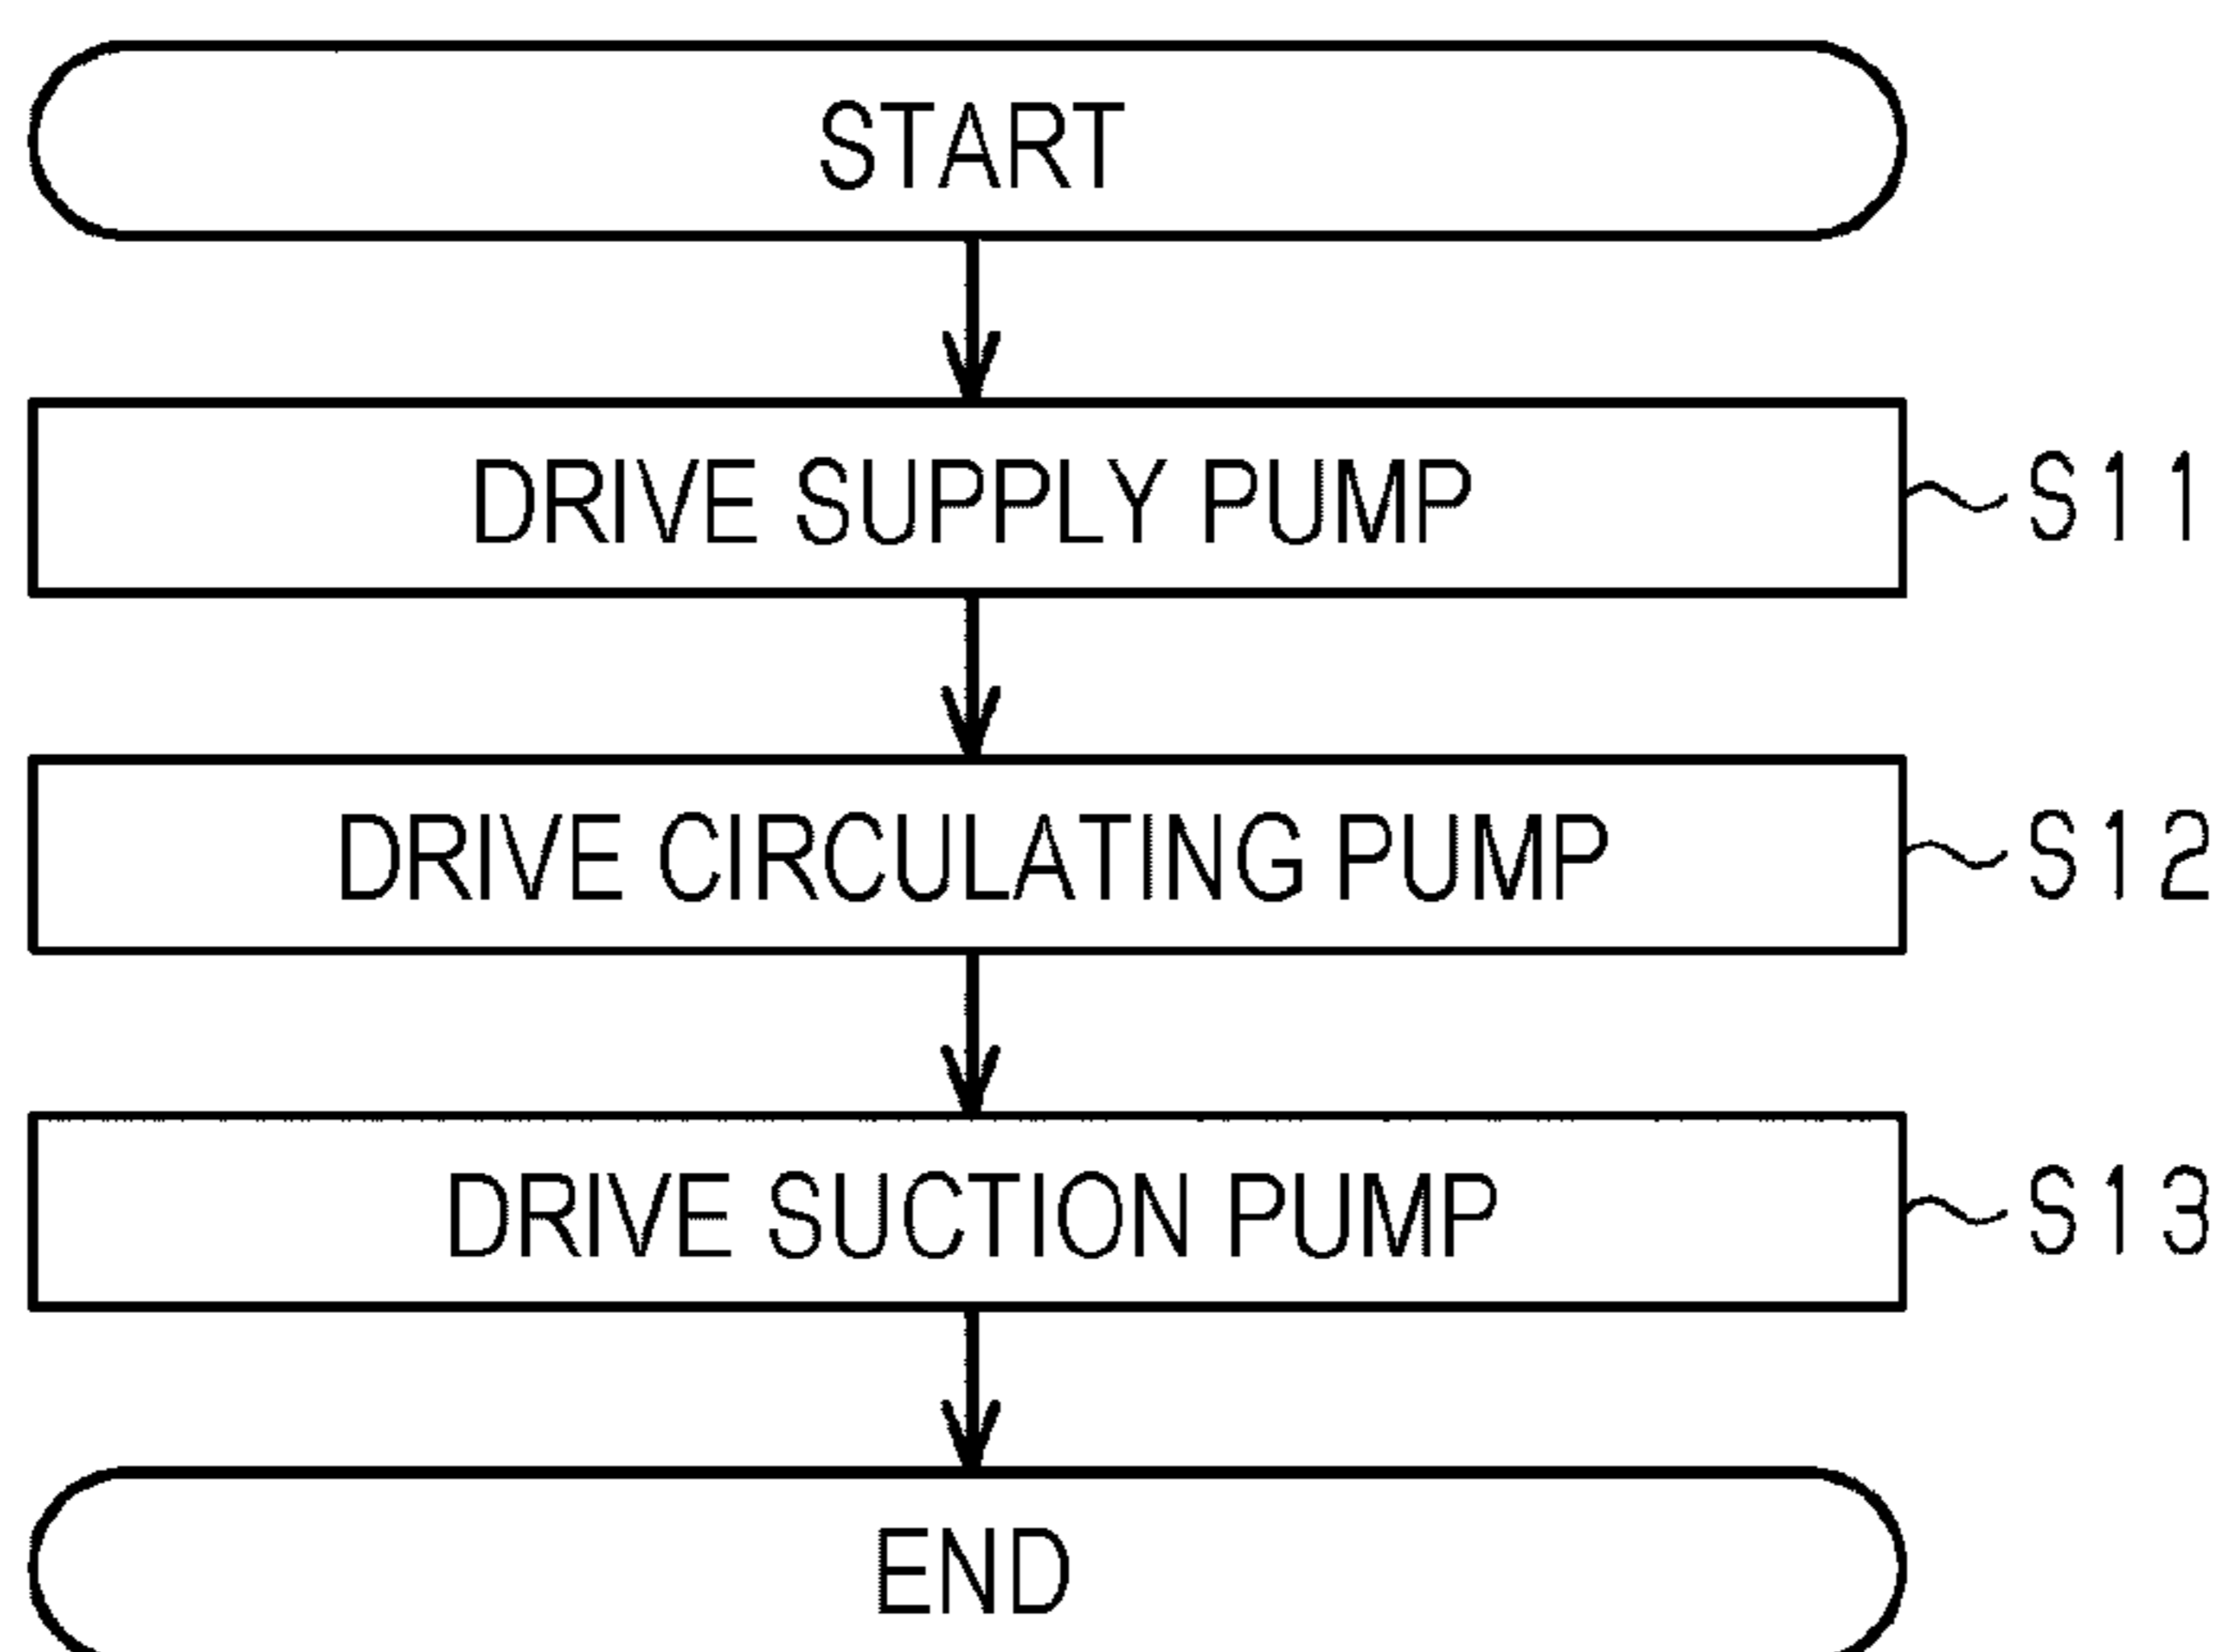 START
DRIVE SUPPLY PUMP S11
DRIVE CIRCULATING PUMP S12
DRIVE SUCTION PUMP S13
END